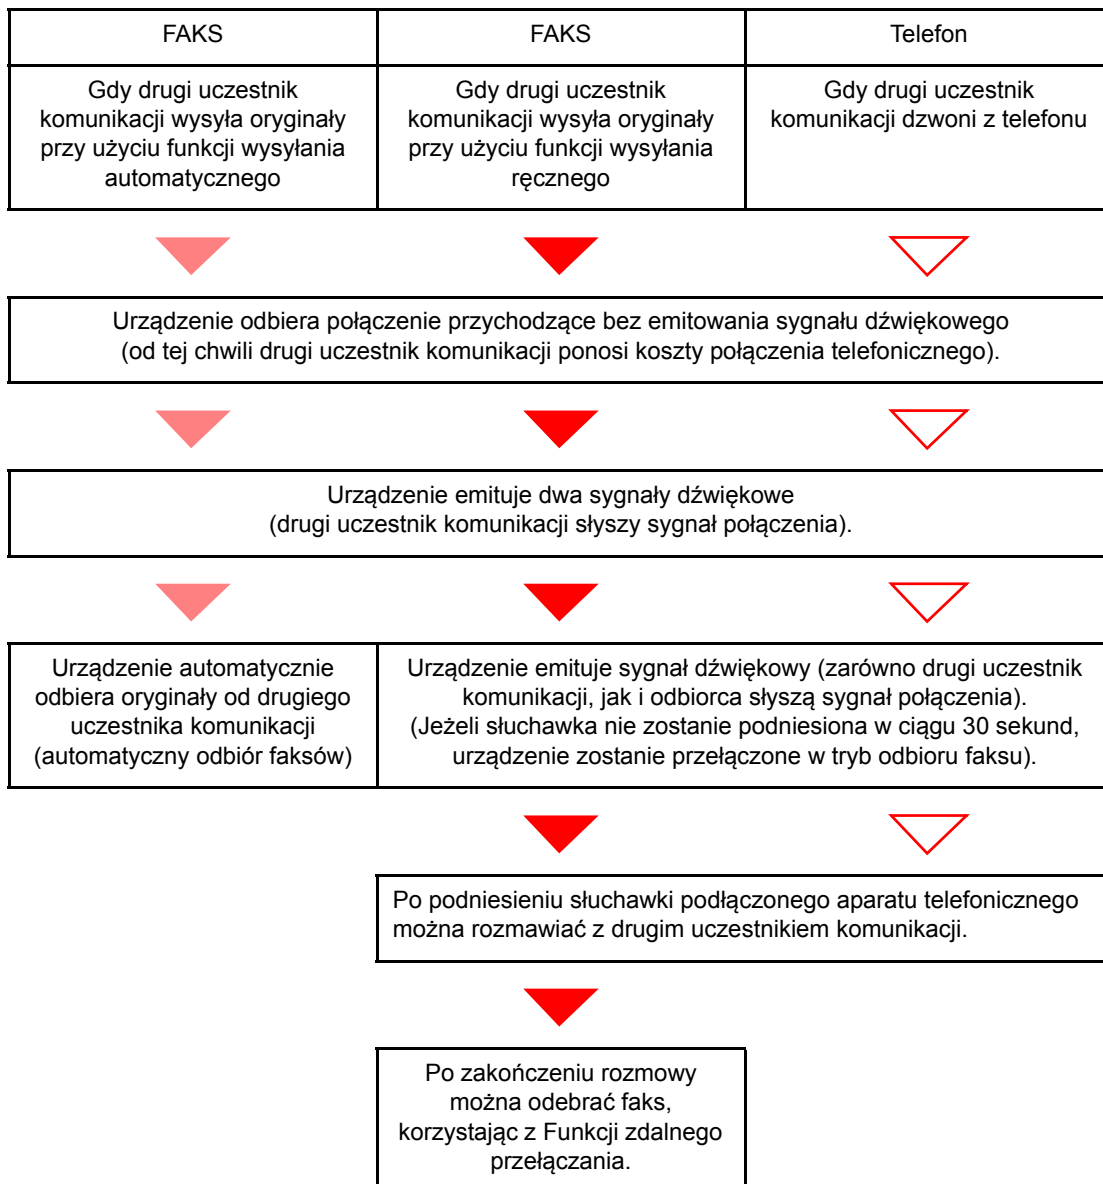 FAKS
FAKS
Telefon
Gdy drugi uczestnik
komunikacji wysyła oryginały
przy użyciu funkcji wysyłania
automatycznego
Gdy drugi uczestnik
komunikacji wysyła oryginały
przy użyciu funkcji wysyłania
ręcznego
Gdy drugi uczestnik
komunikacji dzwoni z telefonu
Urządzenie odbiera połączenie przychodzące bez emitowania sygnału dźwiękowego
(od tej chwili drugi uczestnik komunikacji ponosi koszty połączenia telefonicznego).
Urządzenie emituje dwa sygnały dźwiękowe
(drugi uczestnik komunikacji słyszy sygnał połączenia).
Urządzenie automatycznie
odbiera oryginały od drugiego
uczestnika komunikacji
(automatyczny odbiór faksów)
Urządzenie emituje sygnał dźwiękowy (zarówno drugi uczestnik
komunikacji, jak i odbiorca słyszą sygnał połączenia).
(Jeżeli słuchawka nie zostanie podniesiona w ciągu 30 sekund,
urządzenie zostanie przełączone w tryb odbioru faksu).
Po podniesieniu słuchawki podłączonego aparatu telefonicznego
można rozmawiać z drugim uczestnikiem komunikacji.
Po zakończeniu rozmowy
można odebrać faks,
korzystając z Funkcji zdalnego
przełączania.